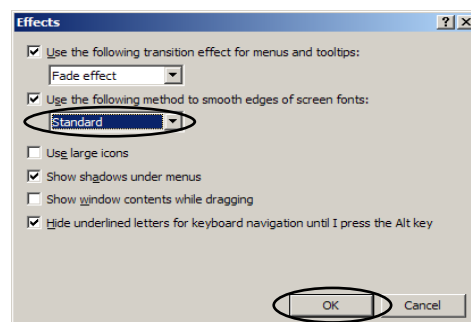 Effects
Use the following transition effect for menus and tooltips:
Fade effect
Use the following method to smooth edges of screen fonts:
Standard
Use large icons
Show shadows under menus
Show window contents while dragging
Hide underlined letters for keyboard navigation until I press the Alt key
OK Cancel